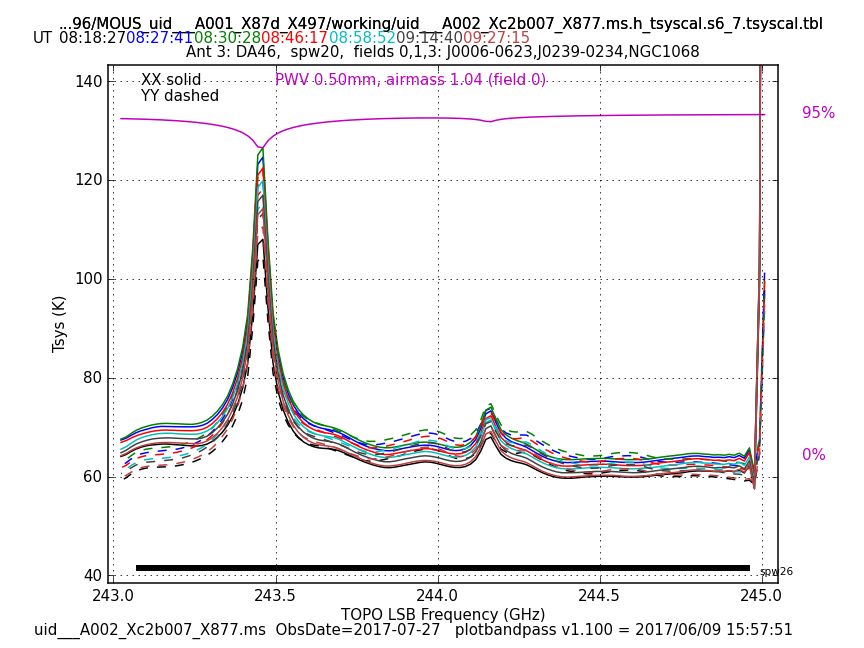 ...96/MOUS_uid___A001_X87d_X497/working/uid___A002_Xc2b007_X877.ms.h_tsyscal.s6_7.tsyscal.tbl
UT 08:18:27 08:27:41 08:30:28 08:46:17 08:58:52 09:14:40 09:27:15
Ant 3: DA46, spw20, fields 0,1,3: J0006-0623,J0239-0234,NGC1068
XX solid
PWV 0.50mm, airmass 1.04 (field 0)
YY dashed
140
120
100
80
60
40
Tsys (K)
95%
0%
spw26
243.0 243.5 244.0 244.5 245.0
TOPO LSB Frequency (GHz)
uid___A002_Xc2b007_X877.ms ObsDate=2017-07-27 plotbandpass v1.100 = 2017/06/09 15:57:51